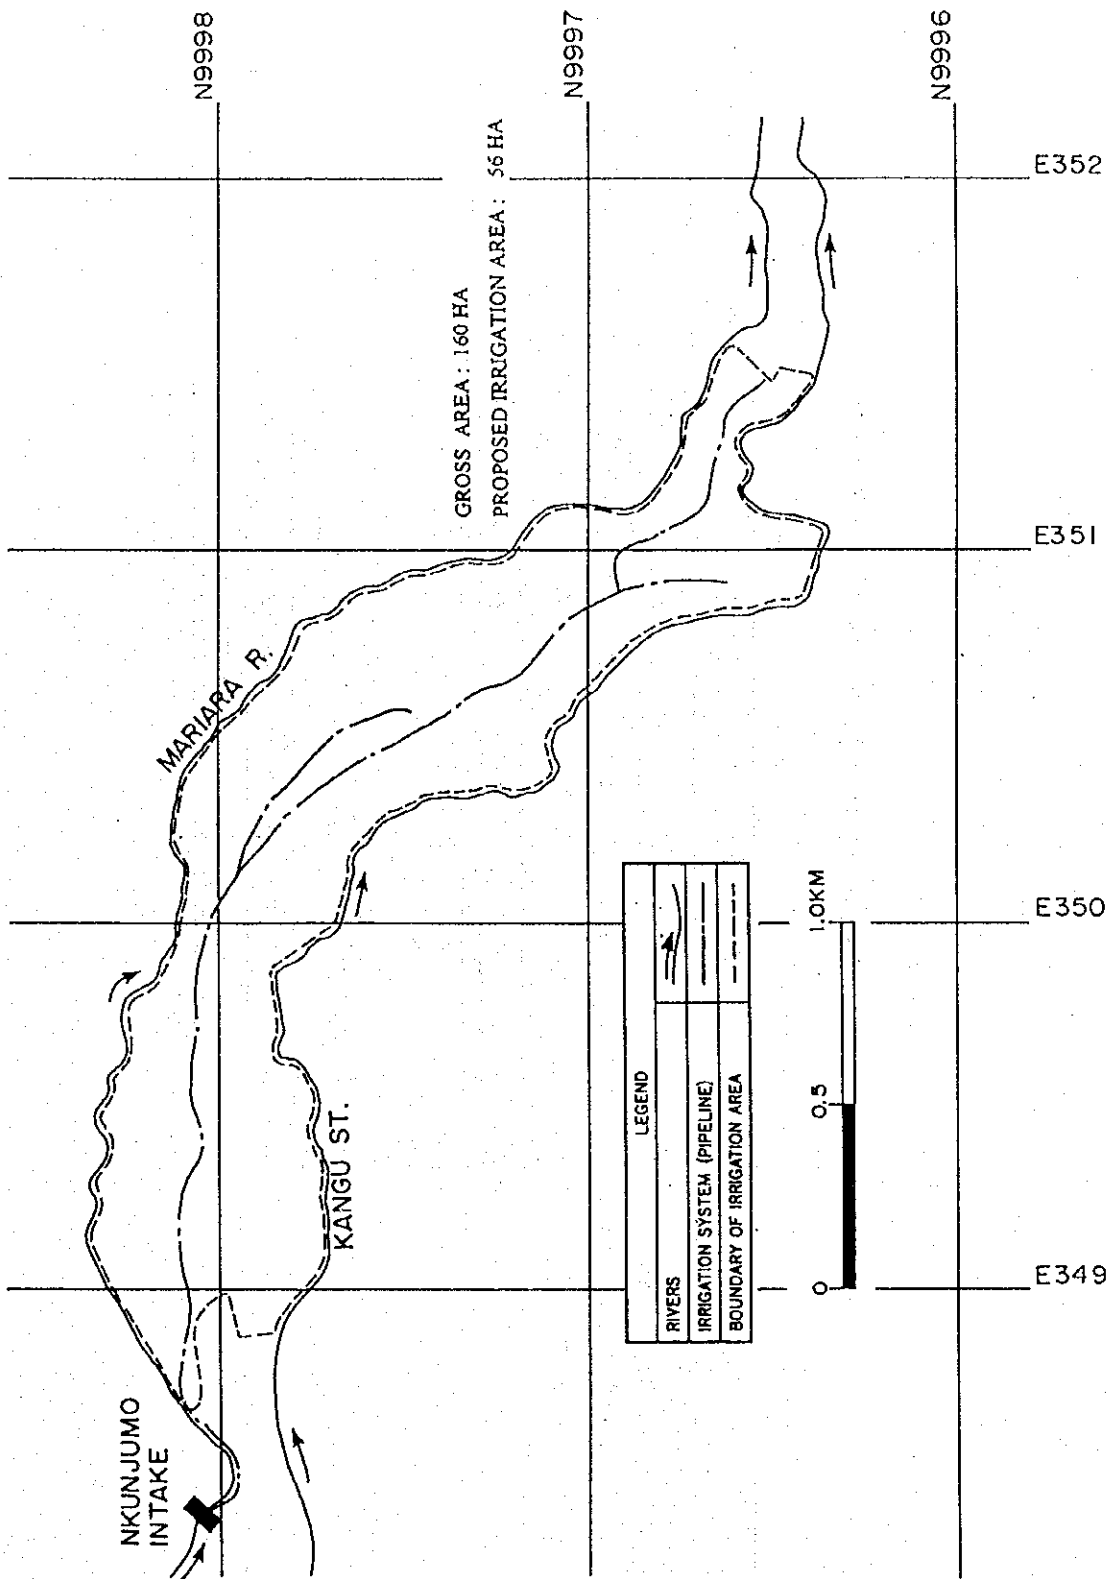 N9998
N9997
N9996
E352
GROSS AREA : 160 HA
PROPOSED IRRIGATION AREA : 56 HA
E351
MARIARA R.
E350
KANGU ST.
E349
NKUNJUMO
INTAKE
LEGEND
RIVERS
IRRIGATION SYSTEM (PIPELINE)
BOUNDARY OF IRRIGATION AREA
0 0.5 1.0KM